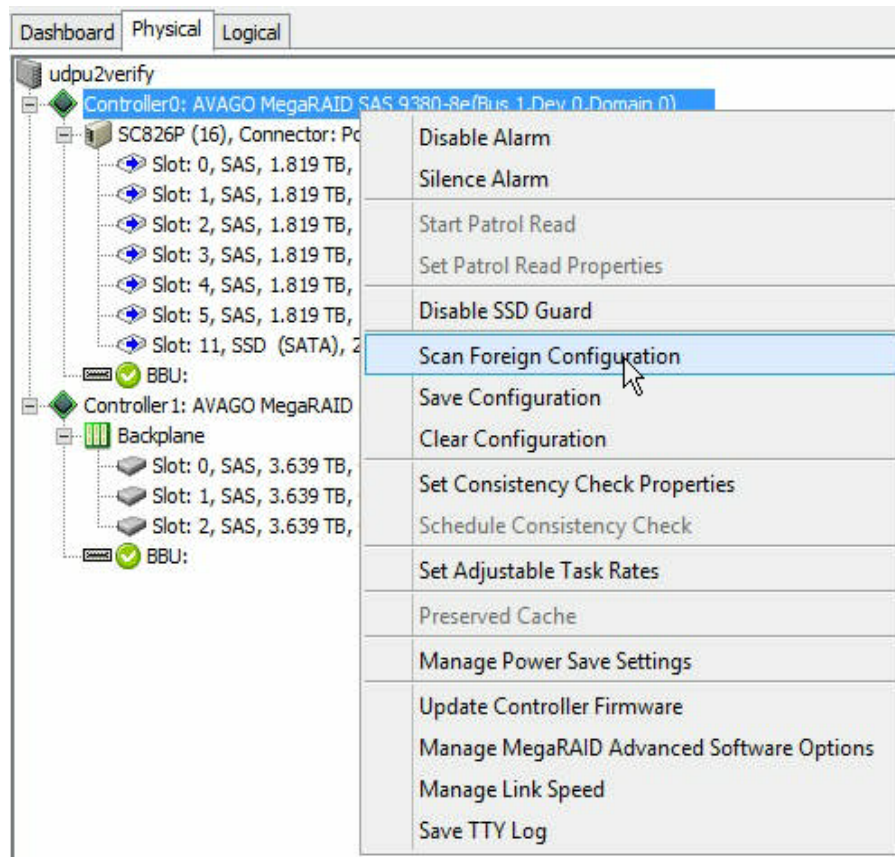 Dashboard Physical Logical
udpu2verify
Controller0: AVAGO MegaRAID SAS 9380-8e(Bus 1,Dev 0,Domain 0)
SC826P (16), Connector:
Slot: 0, SAS, 1.819 TB,
Slot: 1, SAS, 1.819 TB,
Slot: 2, SAS, 1.819 TB,
Slot: 3, SAS, 1.819 TB,
Slot: 4, SAS, 1.819 TB,
Slot: 5, SAS, 1.819 TB,
Slot: 11, SSD (SATA), 2
BBU:
Controller1: AVAGO MegaRAID
Backplane
Slot: 0, SAS, 3.639 TB,
Slot: 1, SAS, 3.639 TB,
Slot: 2, SAS, 3.639 TB,
BBU:
Disable Alarm
Silence Alarm
Start Patrol Read
Set Patrol Read Properties
Disable SSD Guard
Scan Foreign Configuration
Save Configuration
Clear Configuration
Set Consistency Check Properties
Schedule Consistency Check
Set Adjustable Task Rates
Preserved Cache
Manage Power Save Settings
Update Controller Firmware
Manage MegaRAID Advanced Software Options
Manage Link Speed
Save TTY Log